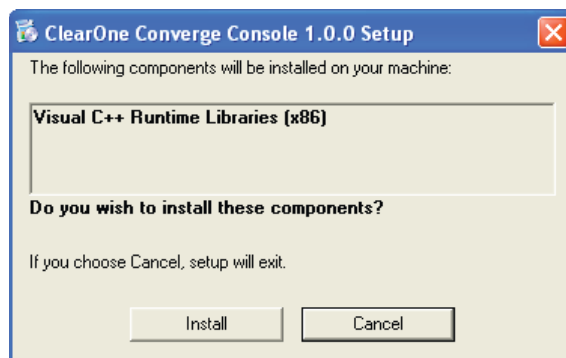 ClearOne Converge Console 1.0.0 Setup
The following components will be installed on your machine:
Visual C++ Runtime Libraries (x86)
Do you wish to install these components?
If you choose Cancel, setup will exit.
Install
Cancel